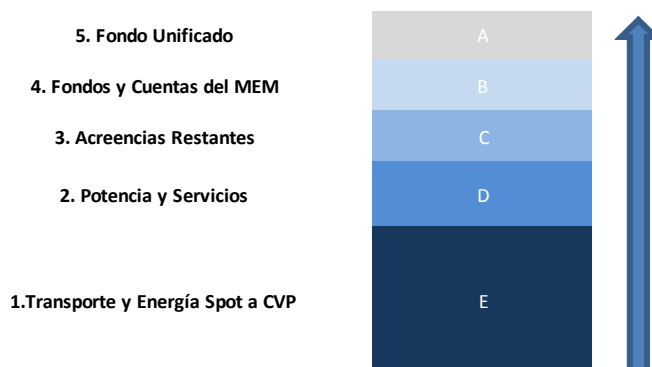 5. Fondo Unificado A
4. Fondos y Cuentas del MEM B
3. Acreencias Restantes C
2. Potencia y Servicios D
1.Transporte y Energía Spot a CVP E